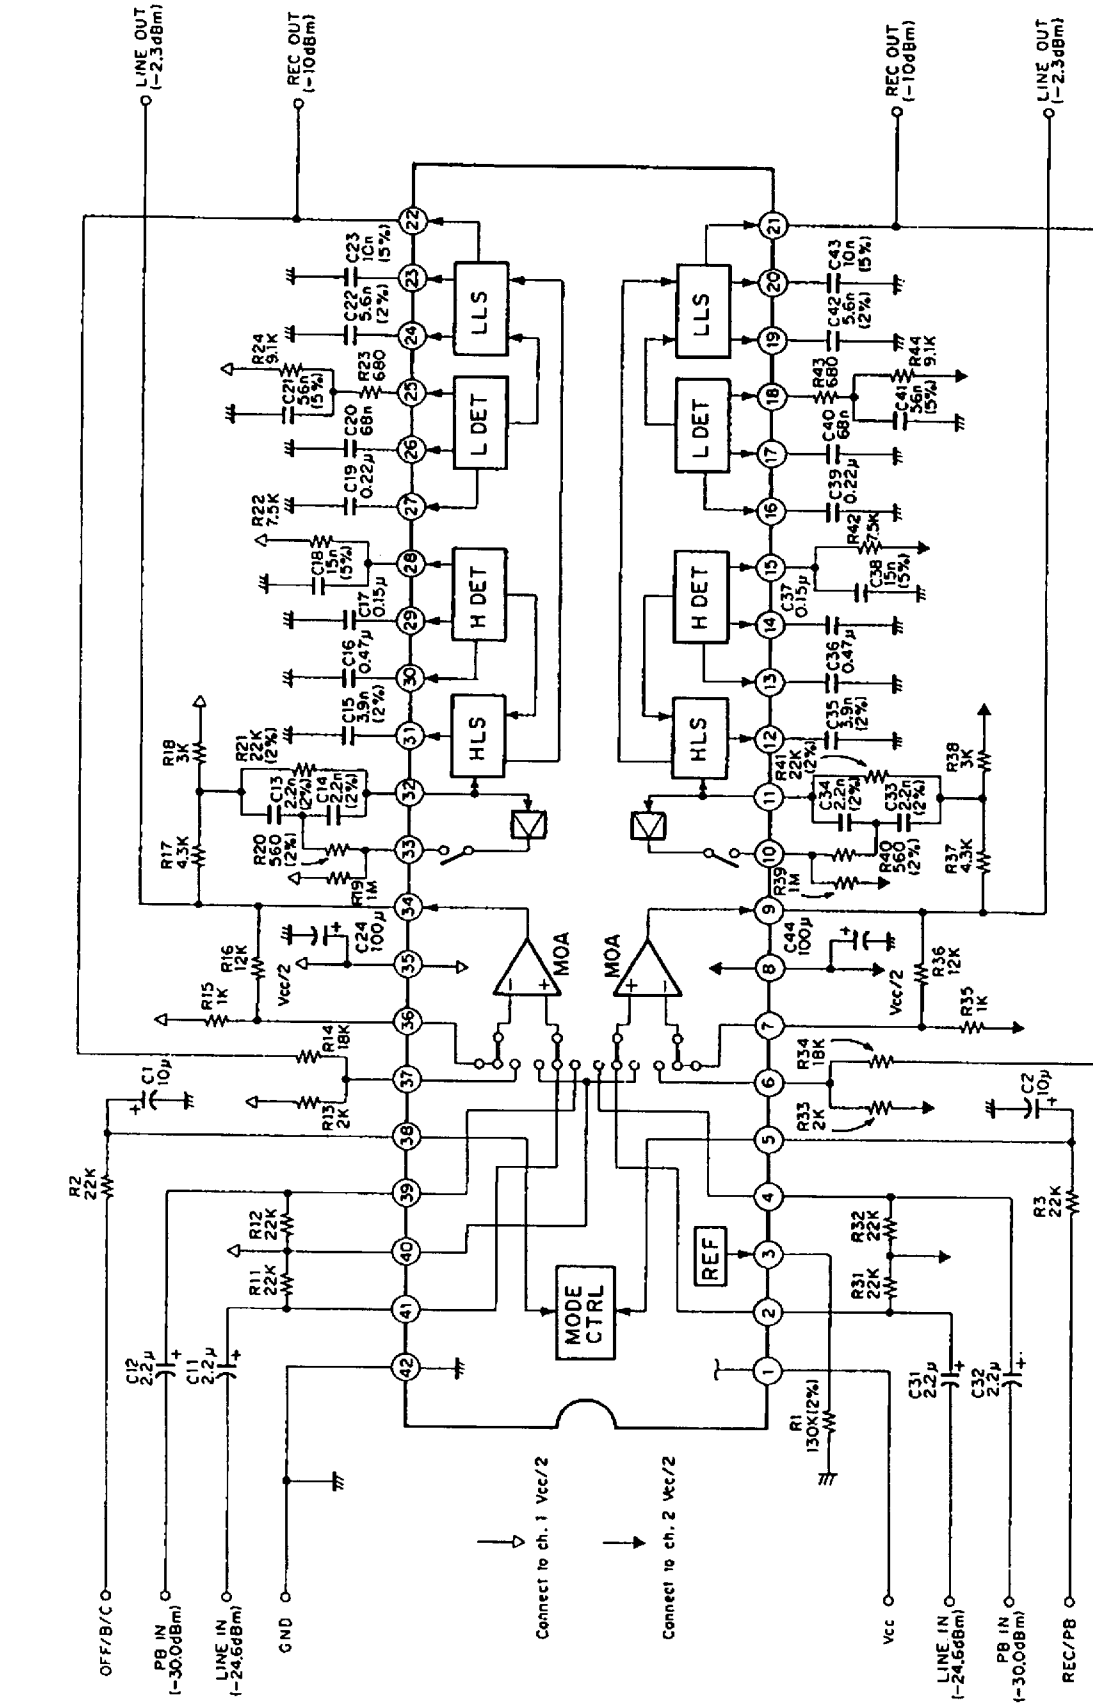 LINE OUT
(-2.3dBm)
REC OUT
(-10dBm)
REC OUT
(-10dBm)
LINE OUT
(-2.3dBm)
22
C23
10n
(5%)
23
C22
5.6n
(2%)
24
R24
9.1K
C21
56n
(5%)
R23
680
25
C20
68n
26
C19
0.22μ
27
R22
7.5K
C18
15n
(5%)
28
C17
0.15μ
29
C16
0.47μ
30
C15
3.9n
(2%)
31
R18
3K
R21
22K
(2%)
C13
2.2n
(2%)
C14
2.2n
(2%)
32
R17
4.3K
R20
560
(2%)
R19
1M
33
34
R16
12K
C24
100μ
Vcc/2
35
R15
1K
36
R14
18K
R13
2K
37
C1
10μ
38
R2
22K
39
R12
22K
40
R11
22K
41
C12
2.2μ
C11
2.2μ
42
OFF/B/C
PB IN
(-30.0dBm)
LINE IN
(-24.6dBm)
GND
LLS
L DET
H DET
HLS
MOA
MODE
CTRL
LLS
L DET
H DET
HLS
MOA
REF
21
20
C43
10n
(5%)
19
C42
5.6n
(2%)
18
R43
680
R44
9.1K
C41
56n
(5%)
17
C40
68n
16
C39
0.22μ
15
R42
7.5K
C38
15n
(5%)
C37
0.15μ
14
C36
0.47μ
13
C35
3.9n
(2%)
12
R41
22K
(2%)
R38
3K
11
C34
2.2n
(2%)
C33
2.2n
(2%)
10
R40
560
(2%)
R37
4.3K
R39
1M
9
C44
100μ
R36
12K
Vcc/2
8
R35
1K
7
R34
18K
6
R33
2K
C2
10μ
5
R3
22K
4
R32
22K
3
R31
22K
2
C31
2.2μ
C32
2.2μ
1
R1
130K(2%)
Connect to ch. 1 Vcc/2
Connect to ch. 2 Vcc/2
Vcc
LINE IN
(-24.6dBm)
PB IN
(-30.0dBm)
REC/PB